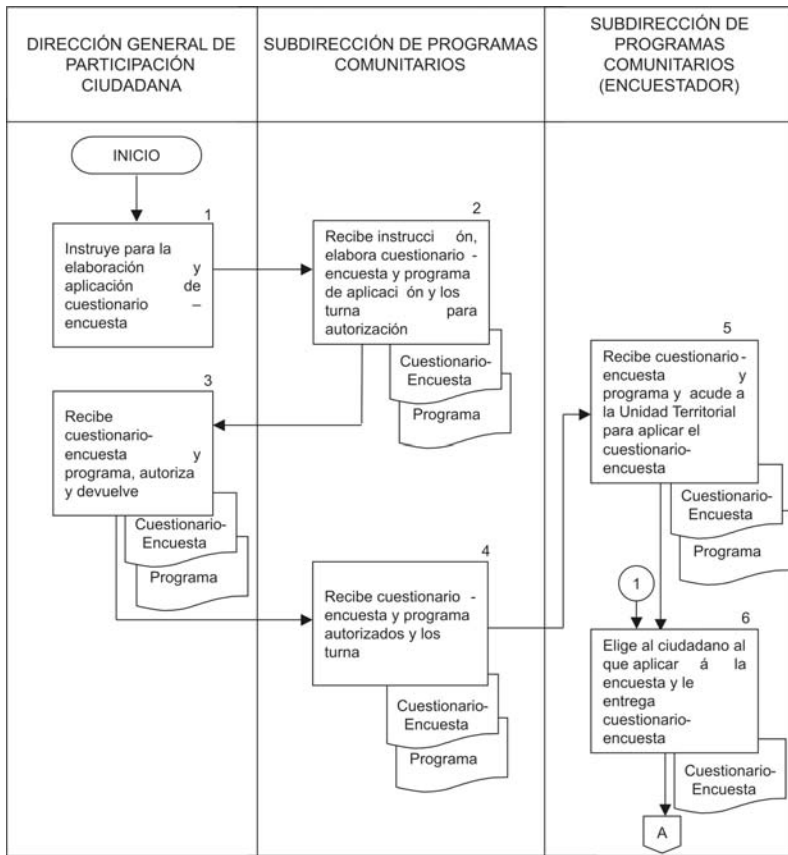 DIRECCIÓN GENERAL DE
PARTICIPACIÓN
CIUDADANA
SUBDIRECCIÓN DE PROGRAMAS
COMUNITARIOS
SUBDIRECCIÓN DE
PROGRAMAS
COMUNITARIOS
(ENCUESTADOR)
INICIO
1
Instruye para la
elaboración y
aplicación de
cuestionario –
encuesta
2
Recibe instrucci ón,
elabora cuestionario -
encuesta y programa
de aplicaci ón y los
turna para
autorización
Cuestionario-
Encuesta
Programa
3
Recibe
cuestionario-
encuesta y
programa, autoriza
y devuelve
Cuestionario-
Encuesta
Programa
4
Recibe cuestionario -
encuesta y programa
autorizados y los
turna
Cuestionario-
Encuesta
Programa
5
Recibe cuestionario-
encuesta y
programa y acude a
la Unidad Territorial
para aplicar el
cuestionario-
encuesta
Cuestionario-
Encuesta
Programa
1
6
Elige al ciudadano al
que aplicar á la
encuesta y le
entrega
cuestionario-
encuesta
Cuestionario-
Encuesta
A